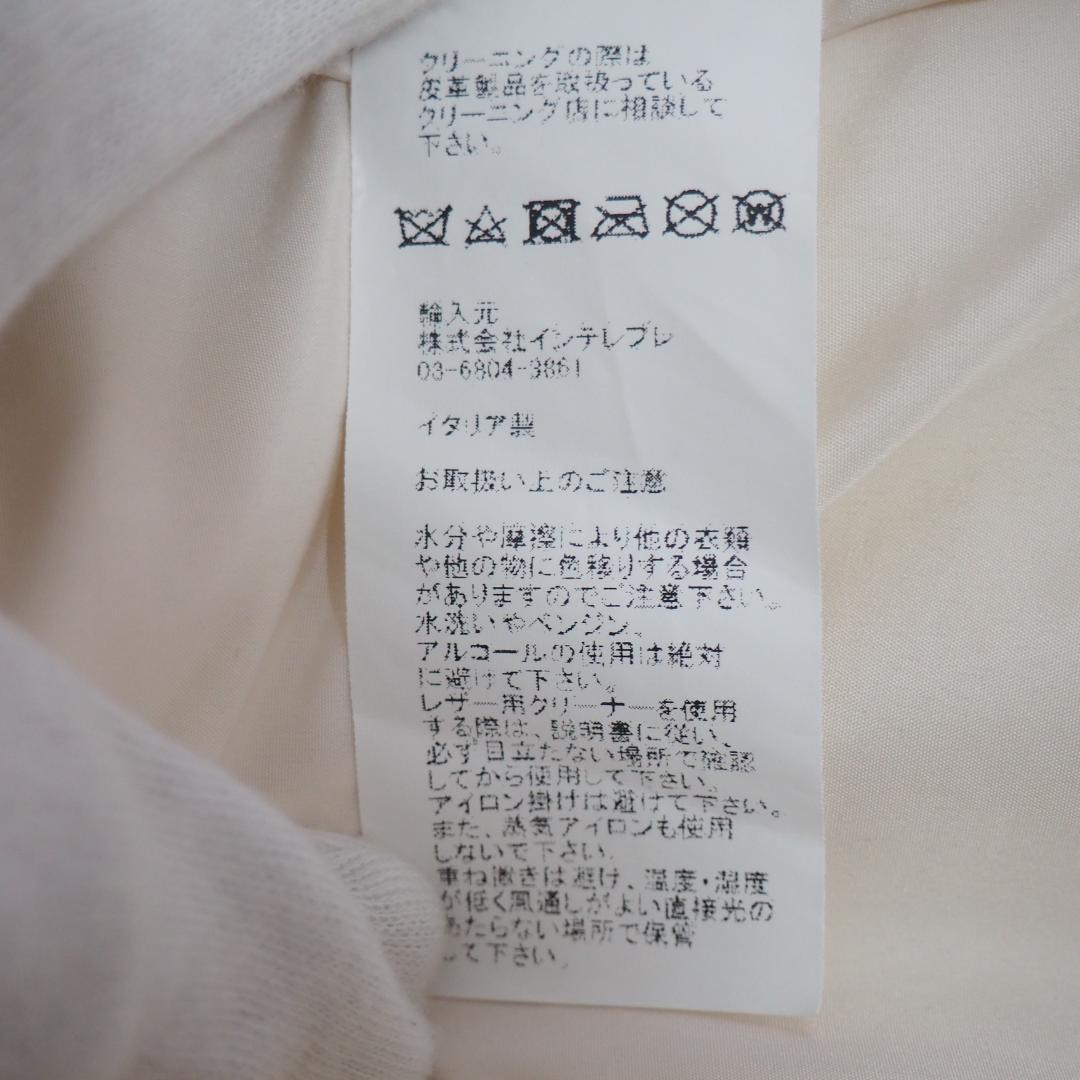 クリーニングの際は
皮革製品を取扱っている
クリーニング店に相談して
下さい。
輸入元
株式会社インテレプレ
03-6804-3861
イタリア製
お取扱い上のご注意
水分や摩擦により他の衣類
や他の物に色移りする場合
がありますのでご注意下さい。
水洗いやベンジン、
アルコールの使用は絶対
に避けて下さい。
レザー用クリーナーを使用
する際は、説明書に従い、
必ず目立たない場所で確認
してから使用して下さい。
アイロン掛けは避けて下さい。
また、蒸気アイロンも使用
しないで下さい。
重ね置きは避け、温度・湿度
が低く風通しがよい直接光の
あたらない場所で保管
して下さい。